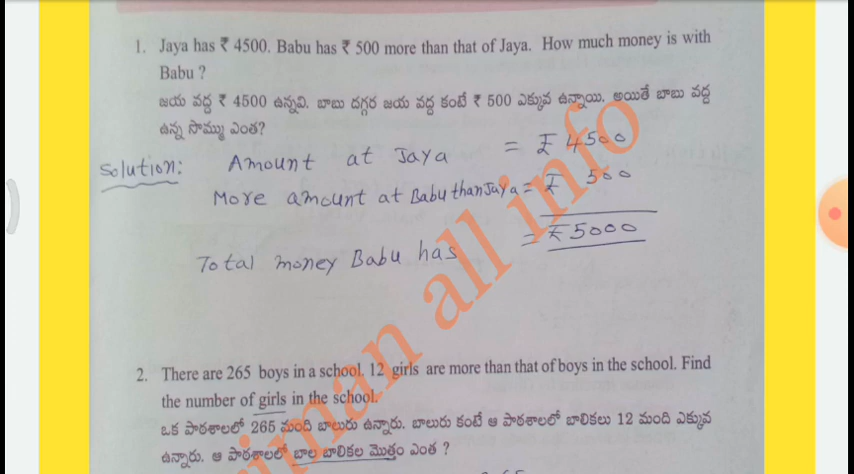 1. Jaya has ₹ 4500. Babu has ₹ 500 more than that of Jaya. How much money is with
Babu ?
జయ వద్ద ₹ 4500 ఉన్నవి. బాబు దగ్గర జయ వద్ద కంటే ₹ 500 ఎక్కువ ఉన్నాయి. అయితే బాబు వద్ద
ఉన్న సొమ్ము ఎంత?
Solution: Amount at Jaya = ₹ 4500
More amount at Babu than Jaya = ₹ 500
Total money Babu has = ₹ 5000
2. There are 265 boys in a school. 12 girls are more than that of boys in the school. Find
the number of girls in the school.
ఒక పాఠశాలలో 265 మంది బాలురు ఉన్నారు. బాలురు కంటే ఆ పాఠశాలలో బాలికలు 12 మంది ఎక్కువ
ఉన్నారు. ఆ పాఠశాలలో బాల బాలికల మొత్తం ఎంత ?
iman all info